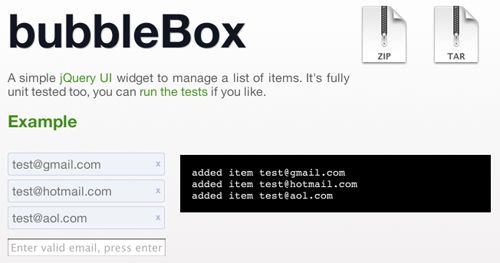 bubbleBox
ZIP
TAR
A simple jQuery UI widget to manage a list of items. It's fully
unit tested too, you can run the tests if you like.
Example
test@gmail.com x
test@hotmail.com x
test@aol.com x
added item test@gmail.com
added item test@hotmail.com
added item test@aol.com
Enter valid email, press enter